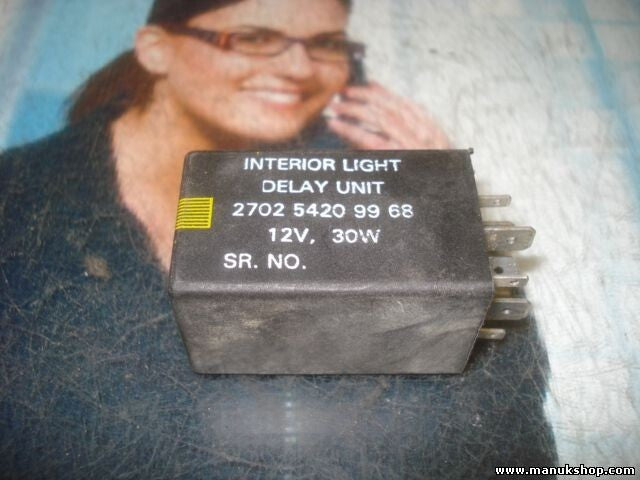 INTERIOR LIGHT
DELAY UNIT
2702 5420 99 68
12V, 30W
SR. NO.
www.manukshop.com